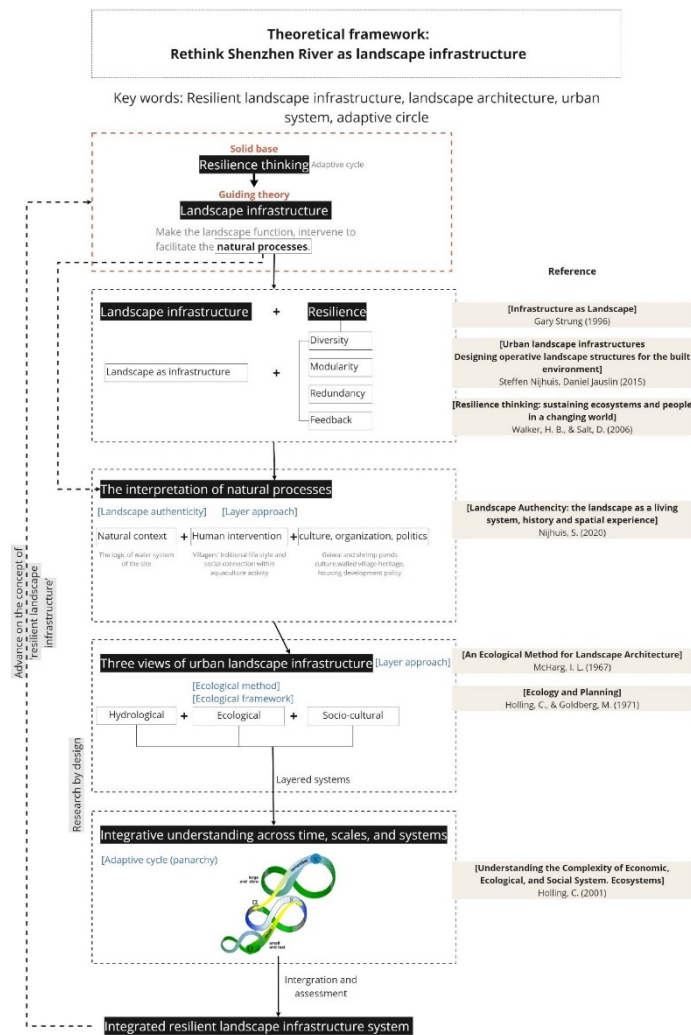 Theoretical framework:
Rethink Shenzhen River as landscape infrastructure
Key words: Resilient landscape infrastructure, landscape architecture, urban
system, adaptive circle
Solid base
Resilience thinking Adaptive cycle
Guiding theory
Landscape infrastructure
Make the landscape function, intervene to
facilitate the natural processes.
Reference
Landscape infrastructure + Resilience
Diversity
Landscape as infrastructure + Modularity
Redundancy
Feedback
[Infrastructure as Landscape]
Gary Strung (1996)
[Urban landscape infrastructures
Designing operative landscape structures for the built
environment]
Steffen Nijhuis, Daniel Jauslin (2015)
[Resilience thinking: sustaining ecosystems and people
in a changing world]
Walker, H. B., & Salt, D. (2006)
The interpretation of natural processes
[Landscape authenticity] [Layer approach]
Natural context + Human intervention + culture, organization, politics
The logic of water system
of the site
Villagers' triditional life style and
social connection within
aquaculture activity
Geiwai and shrimp ponds
culture,walled village heritage,
housing development policy
[Landscape Authencity: the landscape as a living
system, history and spatial experience]
Nijhuis, S. (2020)
Advance on the concept of
'resilient landscape
infrastructure'
Three views of urban landscape infrastructure [Layer approach]
[Ecological method]
[Ecological framework]
Hydrological + Ecological + Socio-cultural
[An Ecological Method for Landscape Architecture]
McHarg, I. L. (1967)
[Ecology and Planning]
Holling, C., & Goldberg, M. (1971)
Research by design
Layered systems
Integrative understanding across time, scales, and systems
[Adaptive cycle (panarchy)
large
and slow
α
K
small
and fast
[Understanding the Complexity of Economic,
Ecological, and Social System. Ecosystems]
Holling, C. (2001)
Intergration and
assessment
Integrated resilient landscape infrastructure system